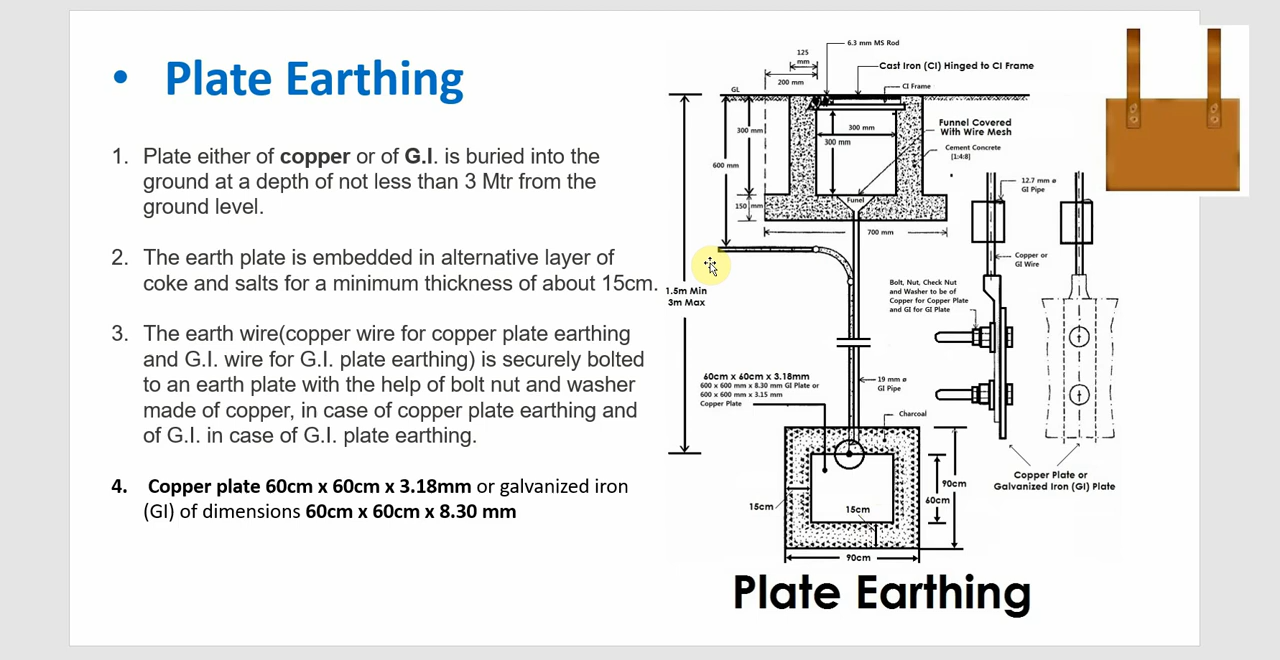 • Plate Earthing
1. Plate either of copper or of G.I. is buried into the
ground at a depth of not less than 3 Mtr from the
ground level.
2. The earth plate is embedded in alternative layer of
coke and salts for a minimum thickness of about 15cm.
3. The earth wire(copper wire for copper plate earthing
and G.I. wire for G.I. plate earthing) is securely bolted
to an earth plate with the help of bolt nut and washer
made of copper, in case of copper plate earthing and
of G.I. in case of G.I. plate earthing.
4. Copper plate 60cm x 60cm x 3.18mm or galvanized iron
(GI) of dimensions 60cm x 60cm x 8.30 mm
6.3 mm MS Rod
125
mm
Cast Iron (CI) Hinged to CI Frame
200 mm
CI Frame
GL
300 mm
300 mm
300 mm
Funnel Covered
With Wire Mesh
Cement Concrete
[1:4:8]
600 mm
150 mm
Funel
700 mm
12.7 mm ø
GI Pipe
Copper or
GI Wire
1.5m Min
3m Max
Bolt, Nut, Check Nut
and Washer to be of
Copper for Copper Plate
and GI for GI Plate
60cm x 60cm x 3.18mm
600 x 600 mm x 8.30 mm GI Plate or
600 x 600 mm x 3.15 mm
Copper Plate
19 mm ø
GI Pipe
Charcoal
Copper Plate or
Galvanized Iron (GI) Plate
90cm
60cm
15cm
15cm
90cm
Plate Earthing